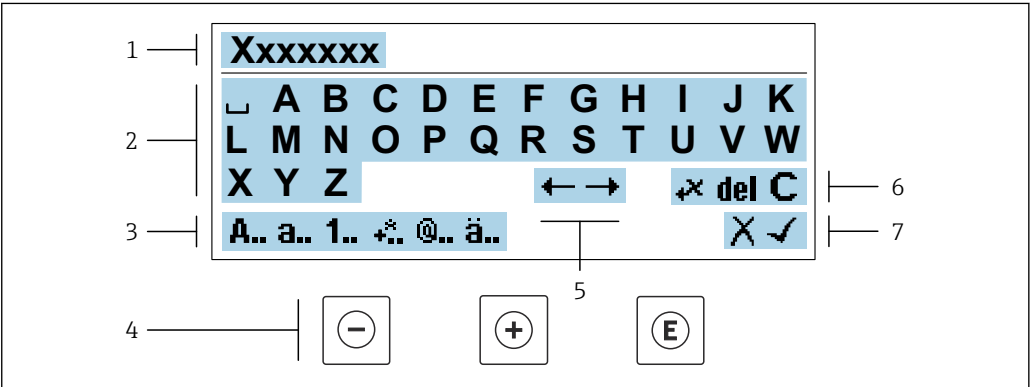 1 Xxxxxxx
2 ␣ A B C D E F G H I J K
L M N O P Q R S T U V W
X Y Z ← → +× del C 6
3 A.. a.. 1.. +×.. @.. ä.. X ✓ 7
5
4 − + E